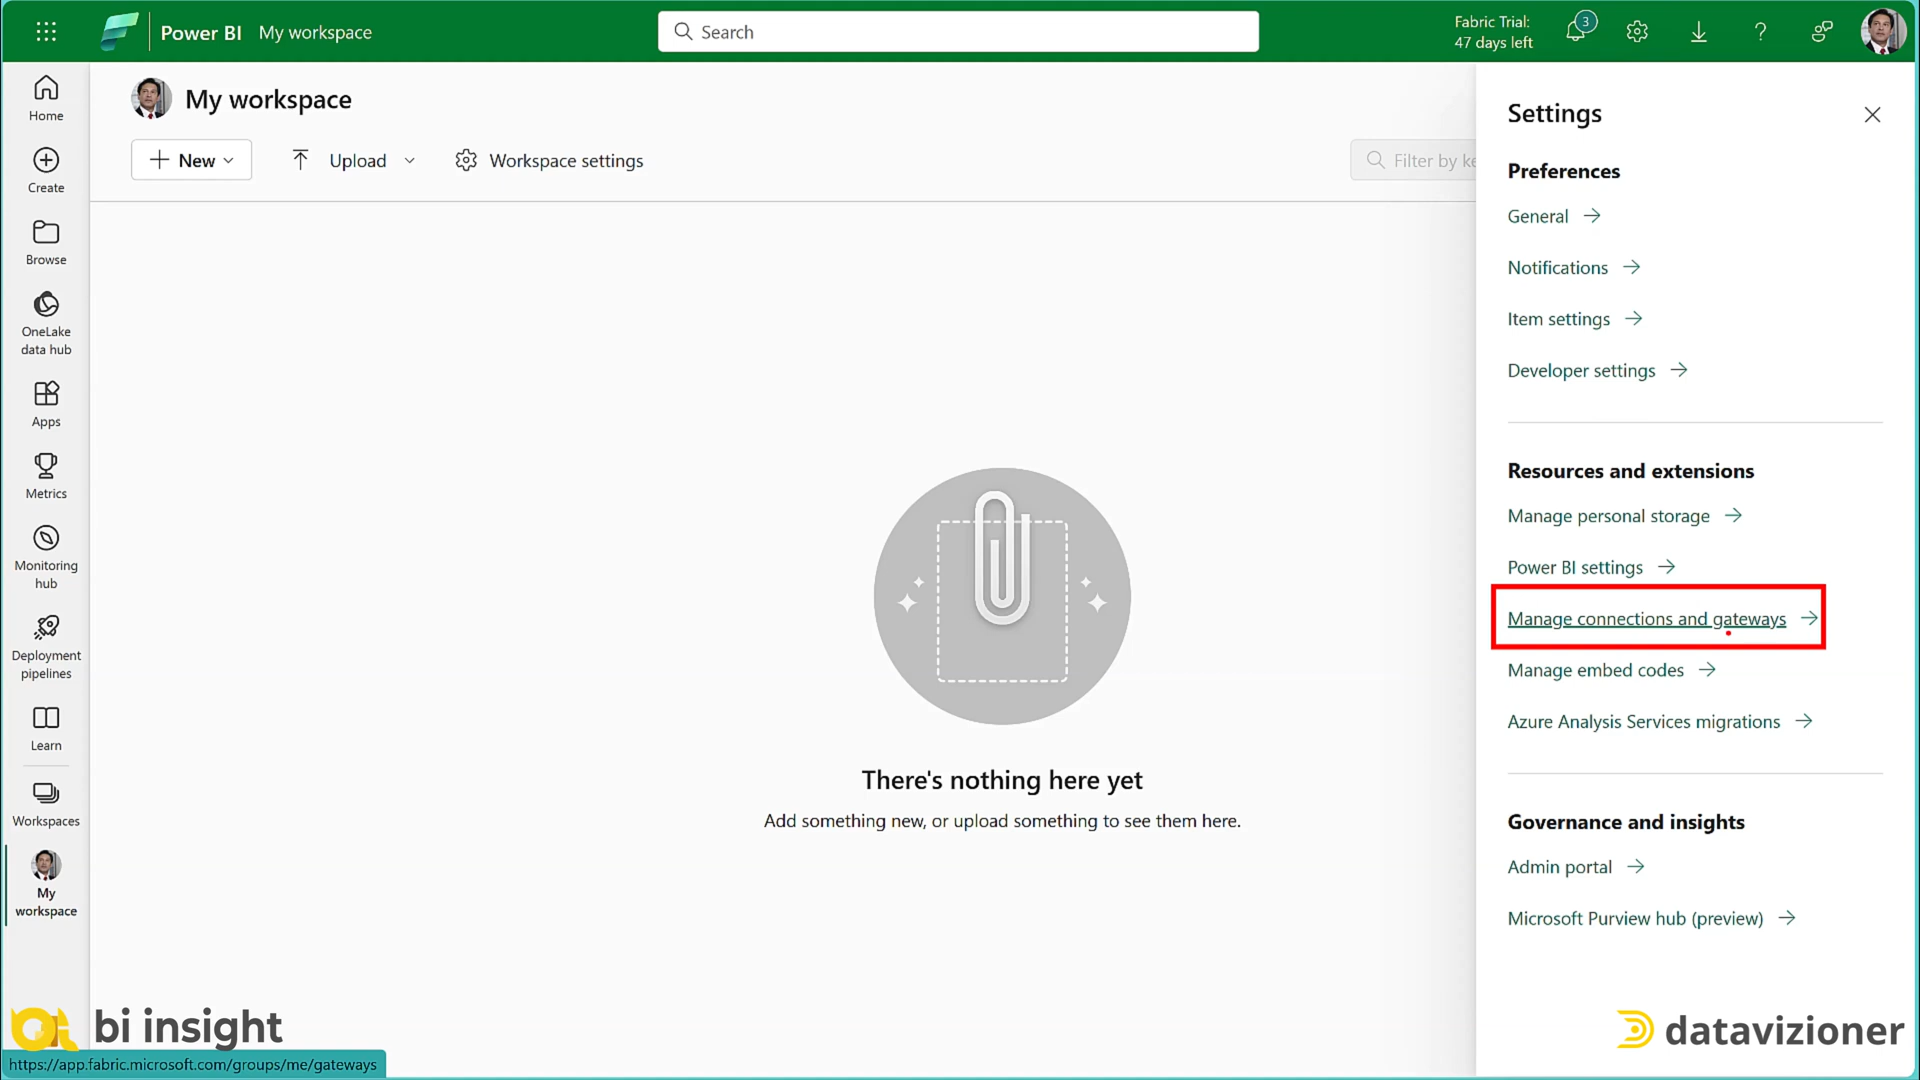 Power BI My workspace
Search
Fabric Trial:
47 days left
3
Home
Create
Browse
OneLake
data hub
Apps
Metrics
Monitoring
hub
Deployment
pipelines
Learn
Workspaces
My
workspace
My workspace
New
Upload
Workspace settings
Filter by ke
There's nothing here yet
Add something new, or upload something to see them here.
Settings
Preferences
General
Notifications
Item settings
Developer settings
Resources and extensions
Manage personal storage
Power BI settings
Manage connections and gateways
Manage embed codes
Azure Analysis Services migrations
Governance and insights
Admin portal
Microsoft Purview hub (preview)
bi insight
https://app.fabric.microsoft.com/groups/me/gateways
datavizioner